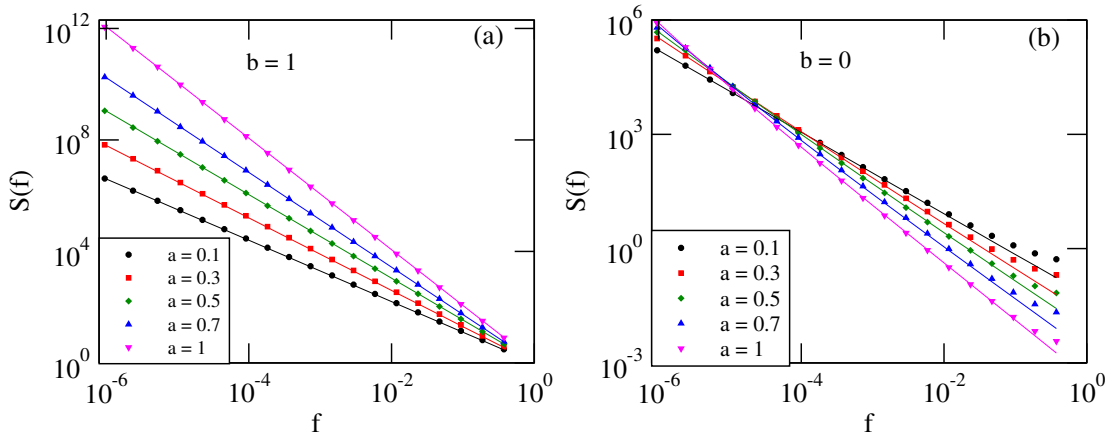 (a)
b = 1
S(f)
10^12
10^8
10^4
10^0
a = 0.1
a = 0.3
a = 0.5
a = 0.7
a = 1
10^-6
10^-4
10^-2
10^0
f
(b)
b = 0
S(f)
10^6
10^3
10^0
10^-3
a = 0.1
a = 0.3
a = 0.5
a = 0.7
a = 1
10^-6
10^-4
10^-2
10^0
f